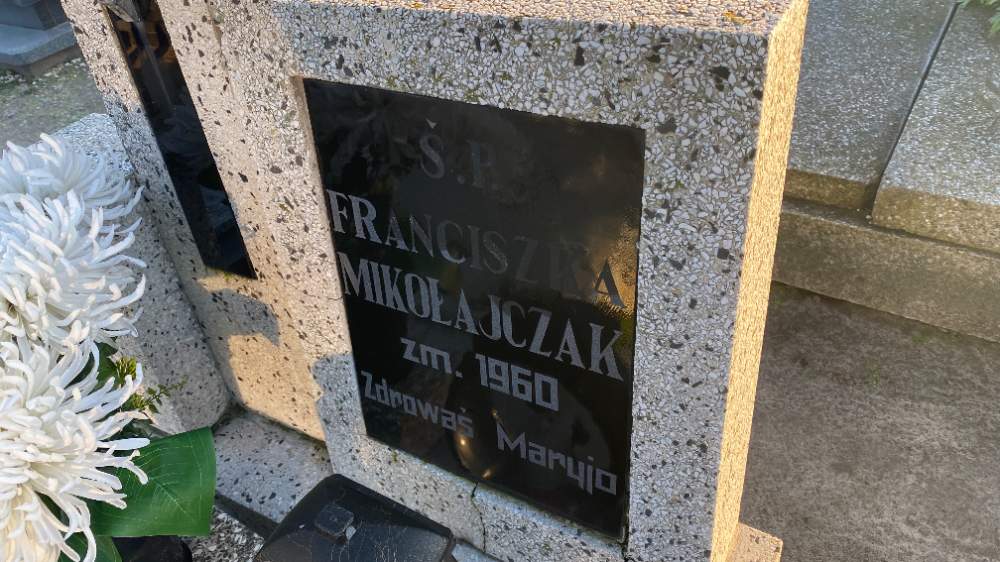 Ś. P.
FRANCISZKA
MIKOŁAJCZAK
zm. 1960
Zdrowaś Maryjo